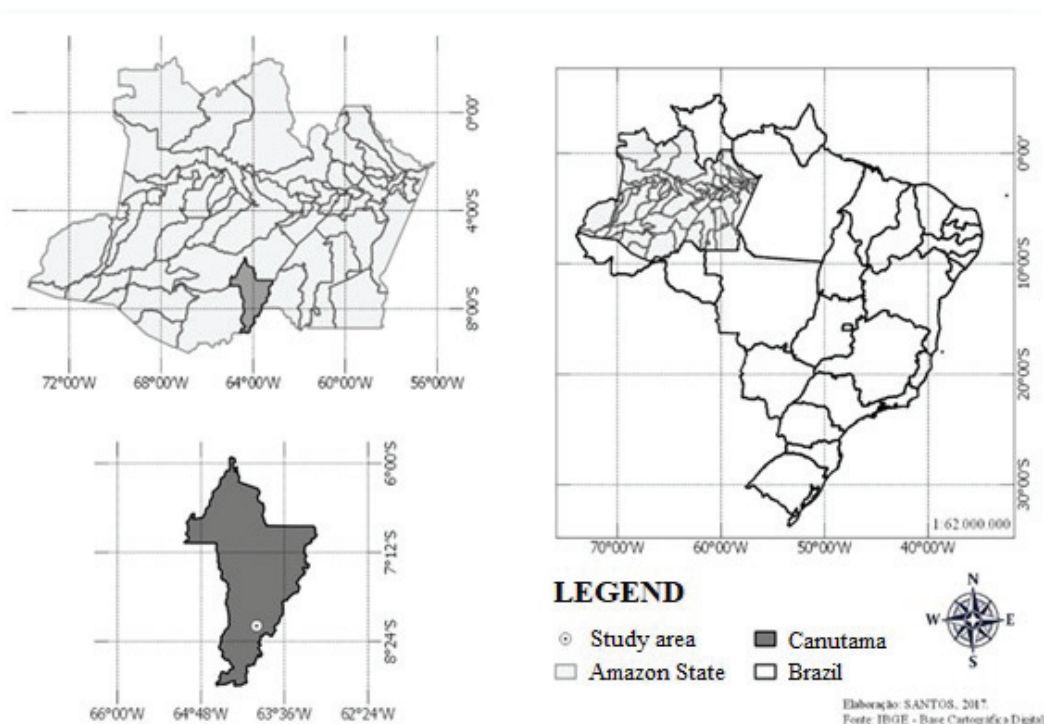 0°00'
4°00'S
8°00'S
72°00'W 68°00'W 64°00'W 60°00'W 56°00'W
0°00'
10°00'S
20°00'S
30°00'S
1:62 000 000
70°00'W 60°00'W 50°00'W 40°00'W
6°00'S
7°12'S
8°24'S
66°00'W 64°48'W 63°36'W 62°24'W
LEGEND
Study area
Canutama
Amazon State
Brazil
N
W E
S
Elaboração: SANTOS, 2017.
Fonte: IBGE - Base Cartográfica Digital